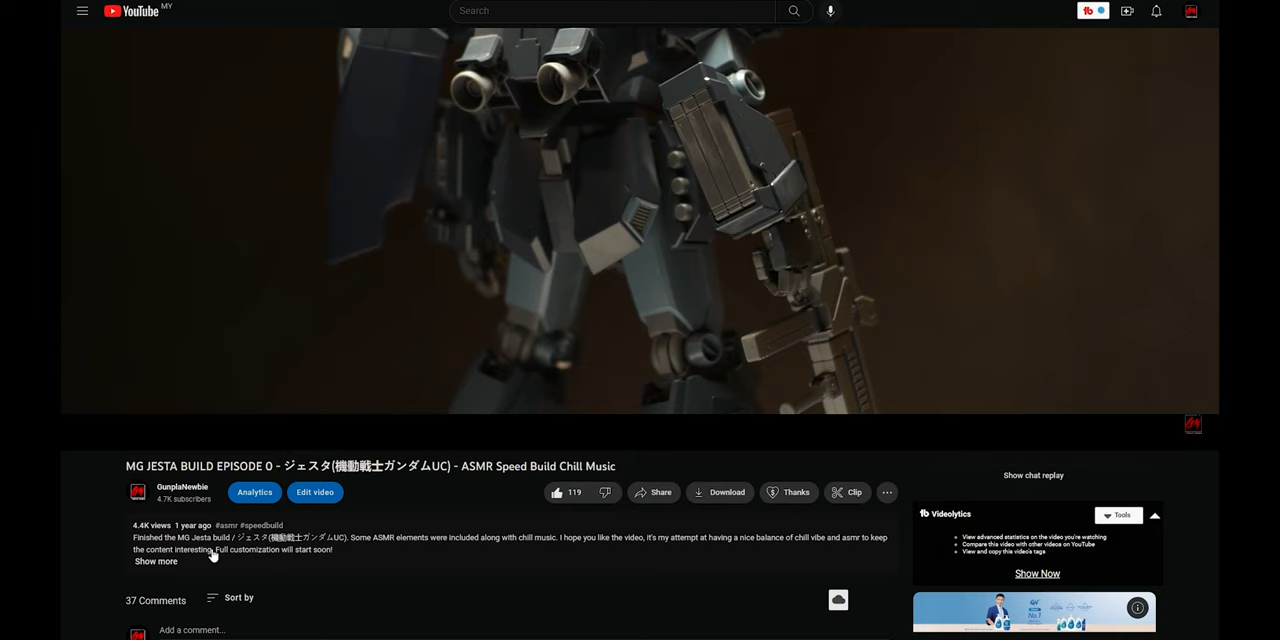 YouTube MY
Search
tb
MG JESTA BUILD EPISODE 0 - ジェスタ(機動戦士ガンダムUC) - ASMR Speed Build Chill Music
GunplaNewbie
4.7K subscribers
Analytics
Edit video
119
Share
Download
Thanks
Clip
4.4K views 1 year ago #asmr #speedbuild
Finished the MG Jesta build / ジェスタ(機動戦士ガンダムUC). Some ASMR elements were included along with chill music. I hope you like the video, it's my attempt at having a nice balance of chill vibe and asmr to keep
the content interesting. Full customization will start soon!
Show more
37 Comments
Sort by
Add a comment...
Show chat replay
tb Videolytics
Tools
View advanced statistics on the video you're watching
Compare this video with other videos on YouTube
View and copy this video's tags
Show Now
No.1